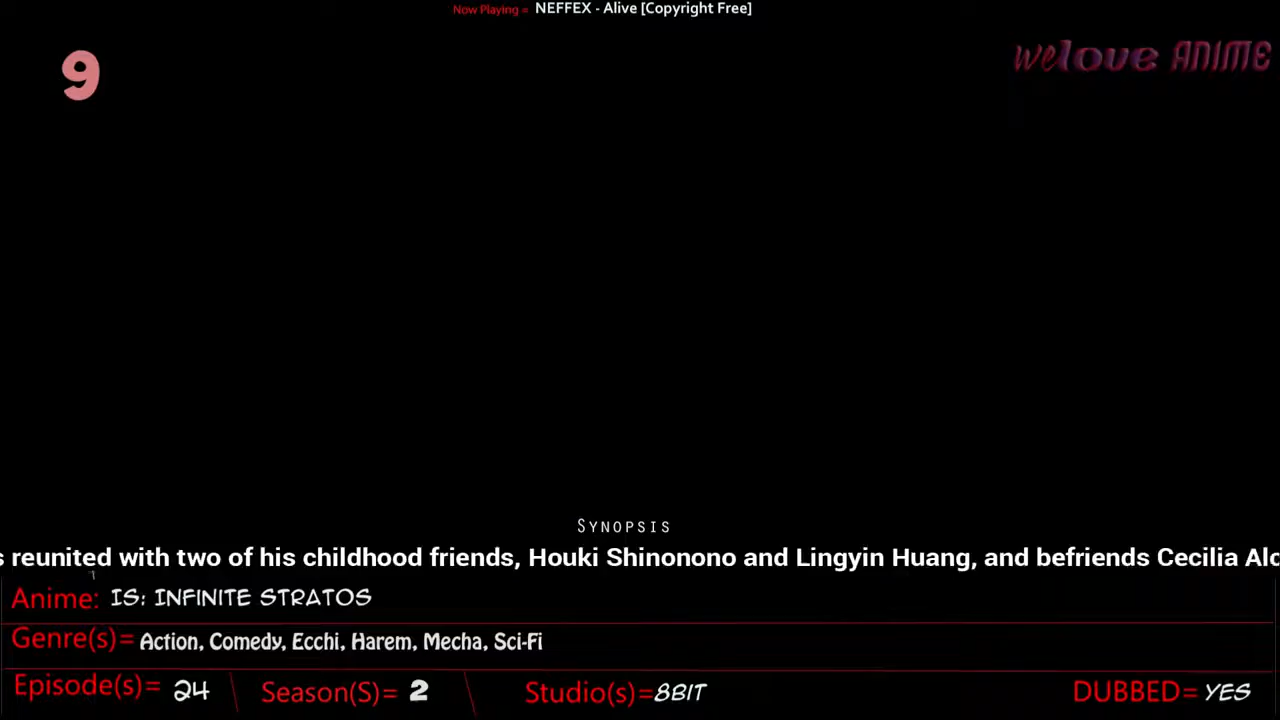 Now Playing = NEFFEX - Alive [Copyright Free]
9
welove ANIME
SYNOPSIS
s reunited with two of his childhood friends, Houki Shinonono and Lingyin Huang, and befriends Cecilia Alc
Anime: IS: INFINITE STRATOS
Genre(s)= Action, Comedy, Ecchi, Harem, Mecha, Sci-Fi
Episode(s)= 24 \ Season(S)= 2 \ Studio(s)=8BIT DUBBED= YES